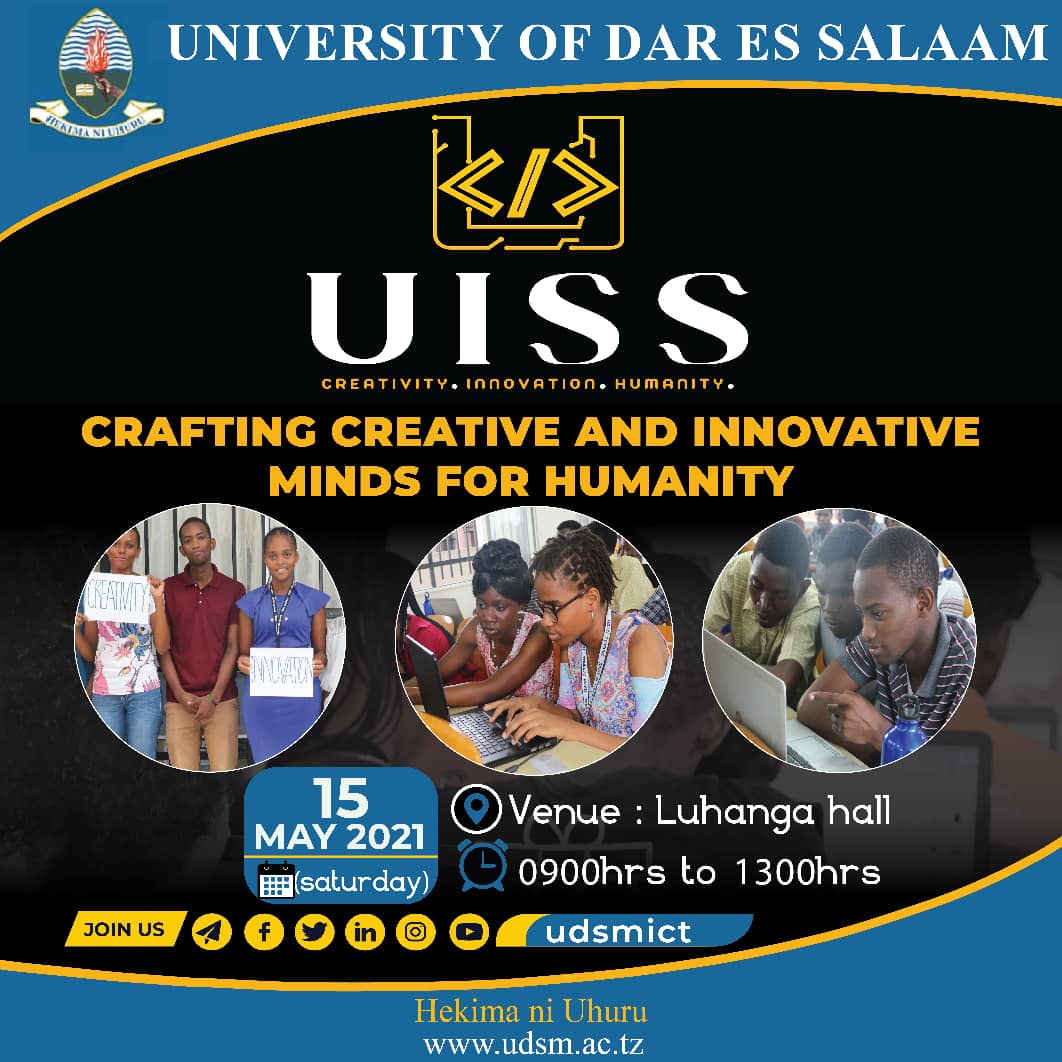 UNIVERSITY OF DAR ES SALAAM
HEKIMA NI UHURU
</>
UISS
CREATIVITY. INNOVATION. HUMANITY.
CRAFTING CREATIVE AND INNOVATIVE
MINDS FOR HUMANITY
CREATIVITY
INNOVATION
15
MAY 2021
(saturday)
Venue : Luhanga hall
0900hrs to 1300hrs
JOIN US
udsmict
Hekima ni Uhuru
www.udsm.ac.tz